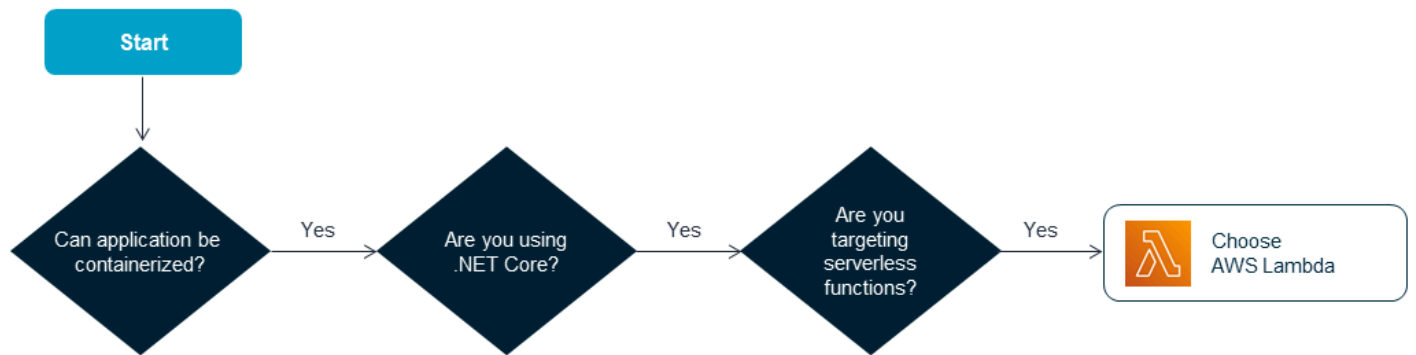 Start
Can application be
containerized?
Yes
Are you using
.NET Core?
Yes
Are you
targeting
serverless
functions?
Yes
Choose
AWS Lambda